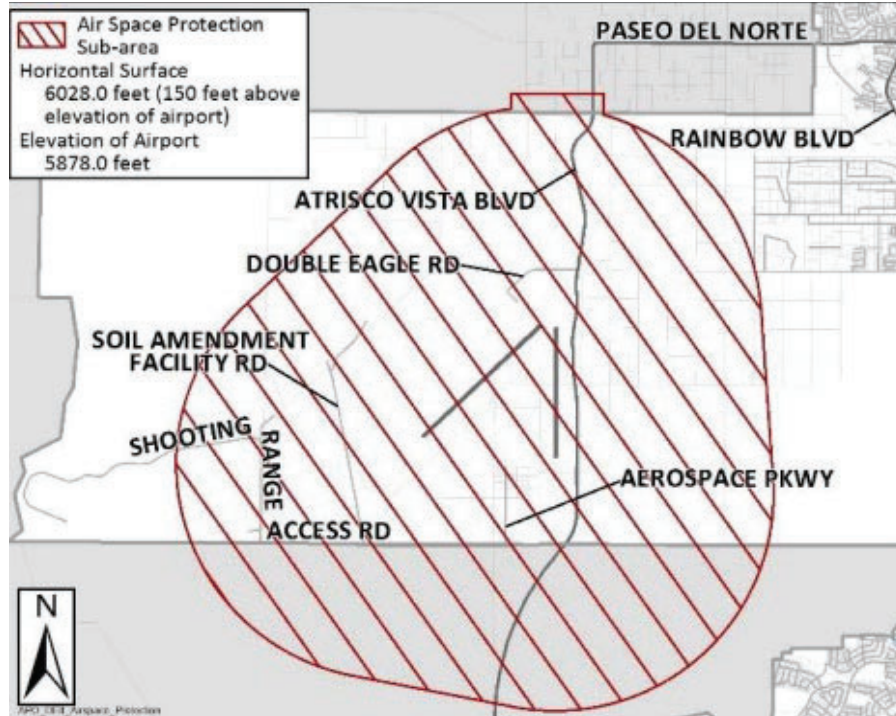 Air Space Protection
Sub-area
Horizontal Surface
6028.0 feet (150 feet above
elevation of airport)
Elevation of Airport
5878.0 feet
PASEO DEL NORTE
RAINBOW BLVD
ATRISCO VISTA BLVD
DOUBLE EAGLE RD
SOIL AMENDMENT
FACILITY RD
SHOOTING
RANGE
ACCESS RD
AEROSPACE PKWY
N